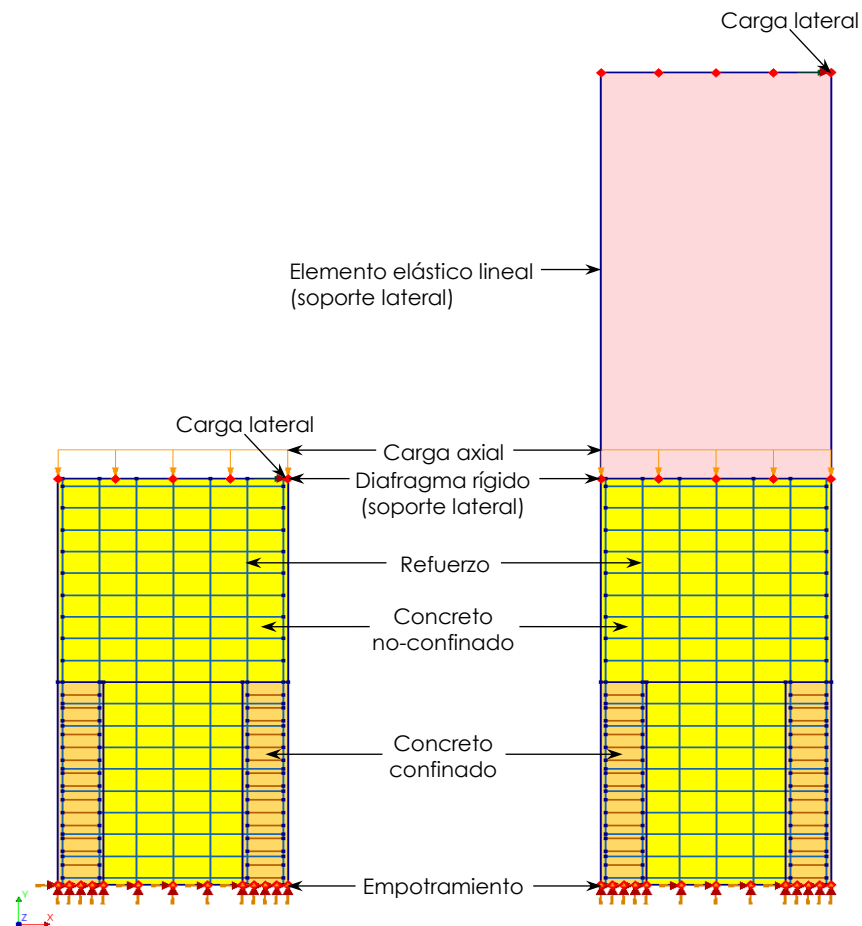 Carga lateral
Elemento elástico lineal
(soporte lateral)
Carga lateral
Carga axial
Diafragma rígido
(soporte lateral)
Refuerzo
Concreto
no-confinado
Concreto
confinado
Empotramiento
Y
Z
X